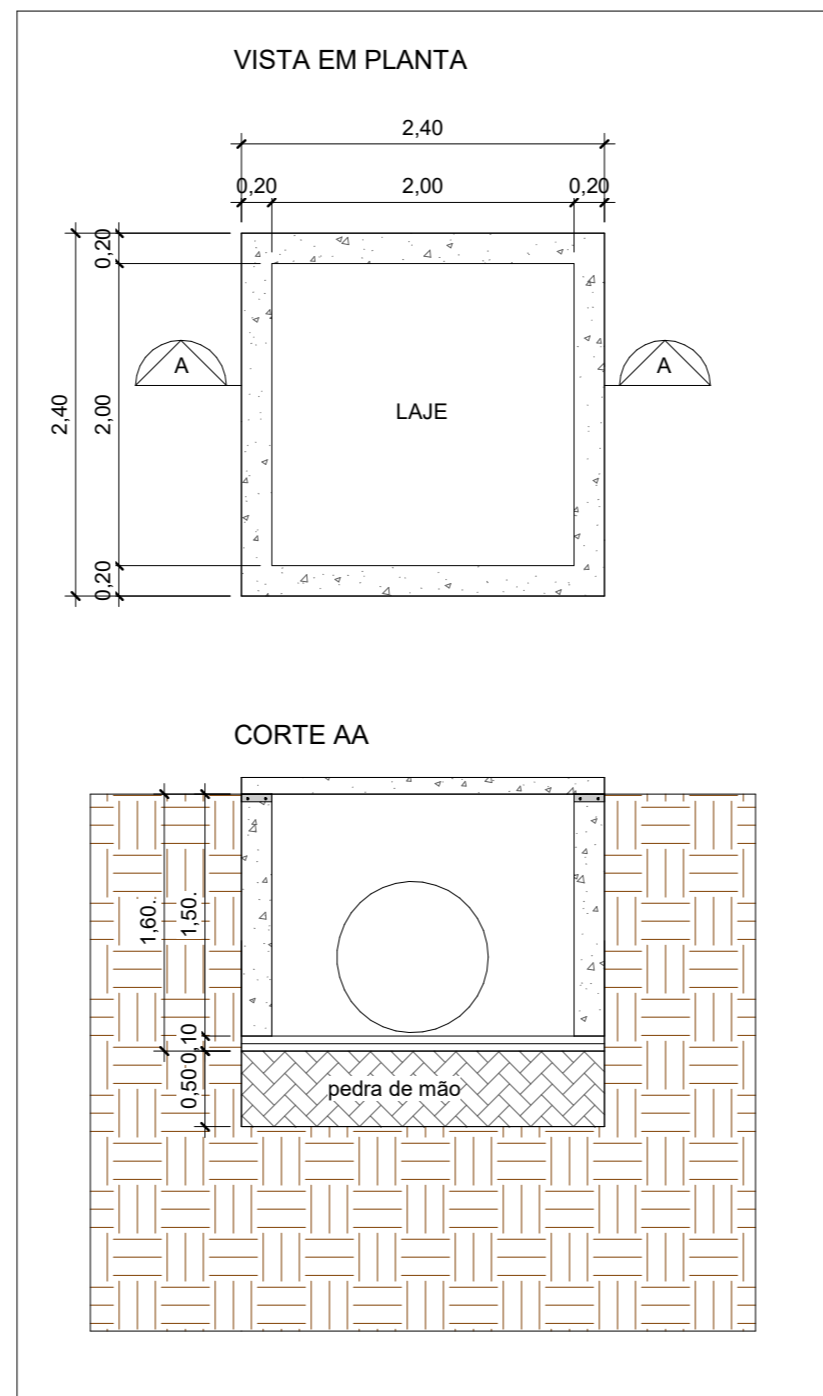 VISTA EM PLANTA
2,40
0,20 2,00 0,20
0,20
2,40
2,00
0,20
A
A
LAJE
CORTE AA
1,60.
1,50.
0,10
0,50
pedra de mão